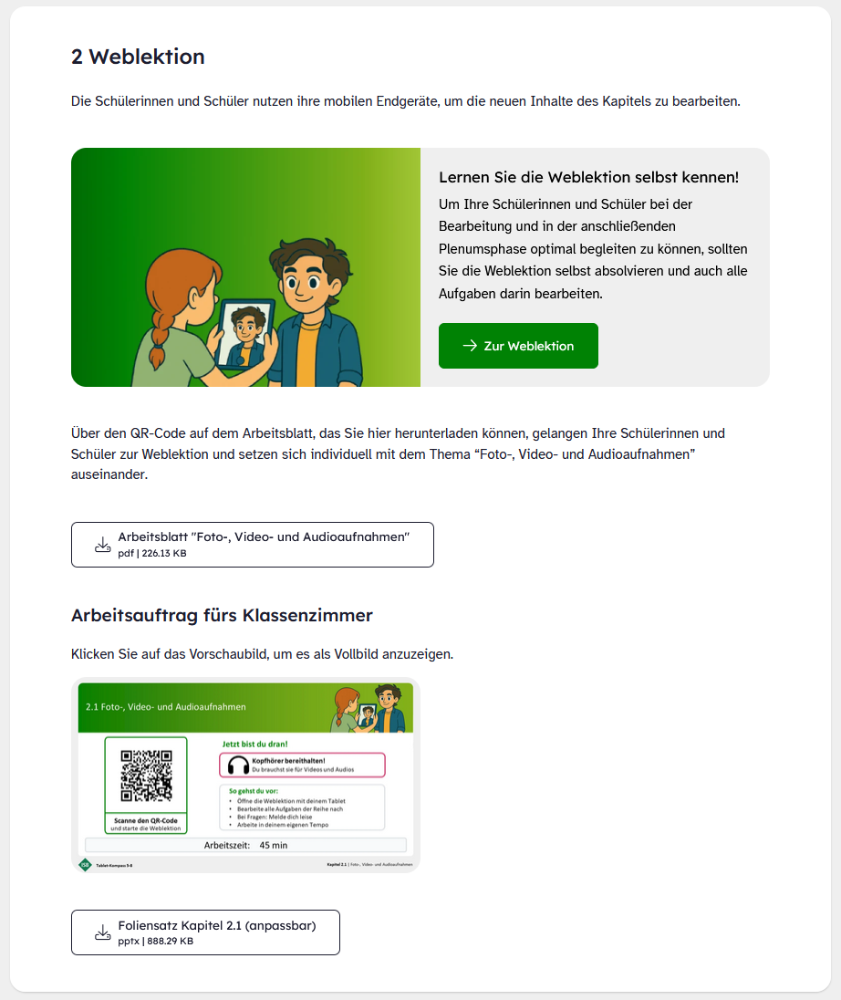 2 Weblektion
Die Schülerinnen und Schüler nutzen ihre mobilen Endgeräte, um die neuen Inhalte des Kapitels zu bearbeiten.
Lernen Sie die Weblektion selbst kennen!
Um Ihre Schülerinnen und Schüler bei der
Bearbeitung und in der anschließenden
Plenumsphase optimal begleiten zu können, sollten
Sie die Weblektion selbst absolvieren und auch alle
Aufgaben darin bearbeiten.
Zur Weblektion
Über den QR-Code auf dem Arbeitsblatt, das Sie hier herunterladen können, gelangen Ihre Schülerinnen und
Schüler zur Weblektion und setzen sich individuell mit dem Thema “Foto-, Video- und Audioaufnahmen”
auseinander.
Arbeitsblatt "Foto-, Video- und Audioaufnahmen"
pdf | 226.13 KB
Arbeitsauftrag fürs Klassenzimmer
Klicken Sie auf das Vorschaubild, um es als Vollbild anzuzeigen.
2.1 Foto-, Video- und Audioaufnahmen
Scanne den QR-Code
und starte die Weblektion
Jetzt bist du dran!
Kopfhörer bereithalten!
Du brauchst sie für Videos und Audios
So gehst du vor:
• Öffne die Weblektion mit deinem Tablet
• Bearbeite alle Aufgaben der Reihe nach
• Bei Fragen: Melde dich leise
• Arbeite in deinem eigenen Tempo
Arbeitszeit: 45 min
ISB Tablet-Kompass 5-8
Kapitel 2.1 | Foto-, Video- und Audioaufnahmen
Foliensatz Kapitel 2.1 (anpassbar)
pptx | 888.29 KB